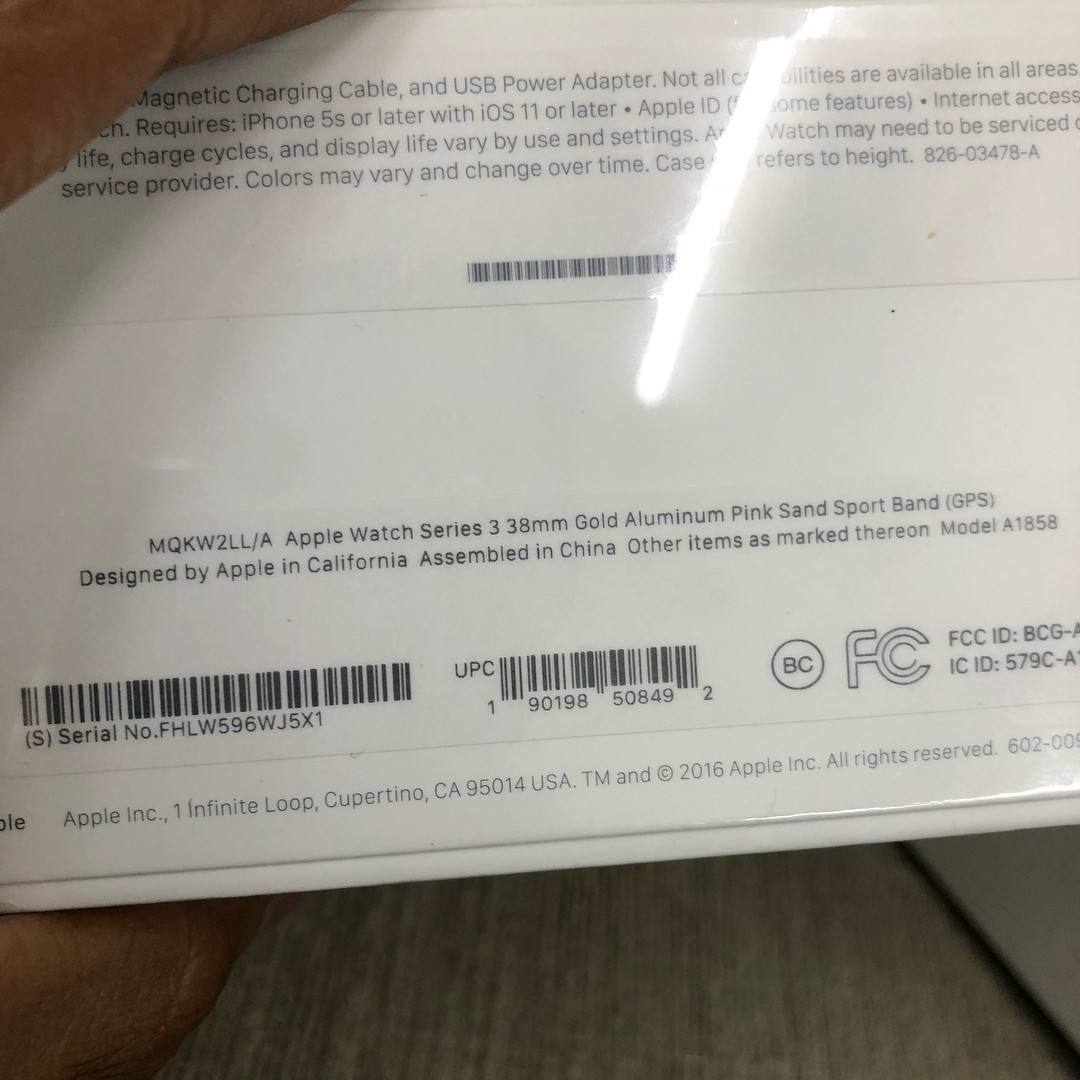 Magnetic Charging Cable, and USB Power Adapter. Not all are available in all areas.
Requires: iPhone 5s or later with iOS 11 or later • Apple ID features) • Internet access
life, charge cycles, and display life vary by use and settings. Watch may need to be serviced
service provider. Colors may vary and change over time. Case refers to height. 826-03478-A
MQKW2LL/A Apple Watch Series 3 38mm Gold Aluminum Pink Sand Sport Band (GPS)
Designed by Apple in California Assembled in China Other items as marked thereon Model A1858
UPC
1 90198 50849 2
(S) Serial No.FHLW596WJ5X1
BC
FC
FCC ID: BCG-A
IC ID: 579C-A1
Apple Inc., 1 Infinite Loop, Cupertino, CA 95014 USA. TM and © 2016 Apple Inc. All rights reserved. 602-009